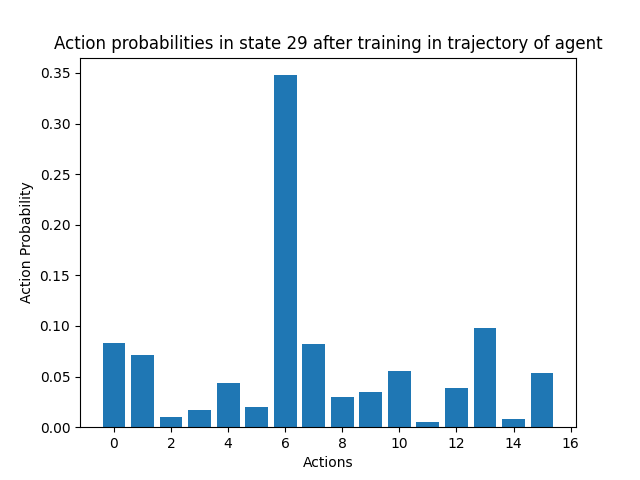 Action probabilities in state 29 after training in trajectory of agent
0.35
0.30
0.25
0.20
0.15
0.10
0.05
0.00
Action Probability
0 2 4 6 8 10 12 14 16
Actions